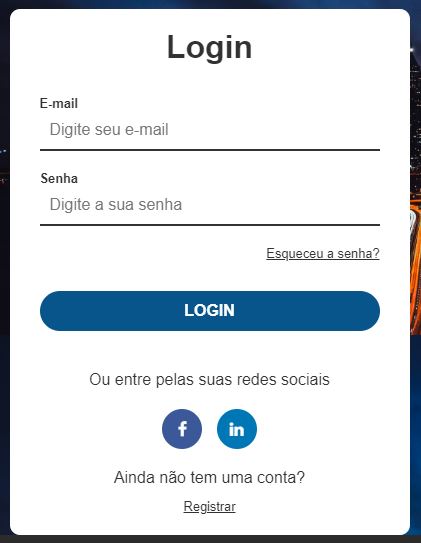 Login
E-mail
Digite seu e-mail
Senha
Digite a sua senha
Esqueceu a senha?
LOGIN
Ou entre pelas suas redes sociais
f in
Ainda não tem uma conta?
Registrar